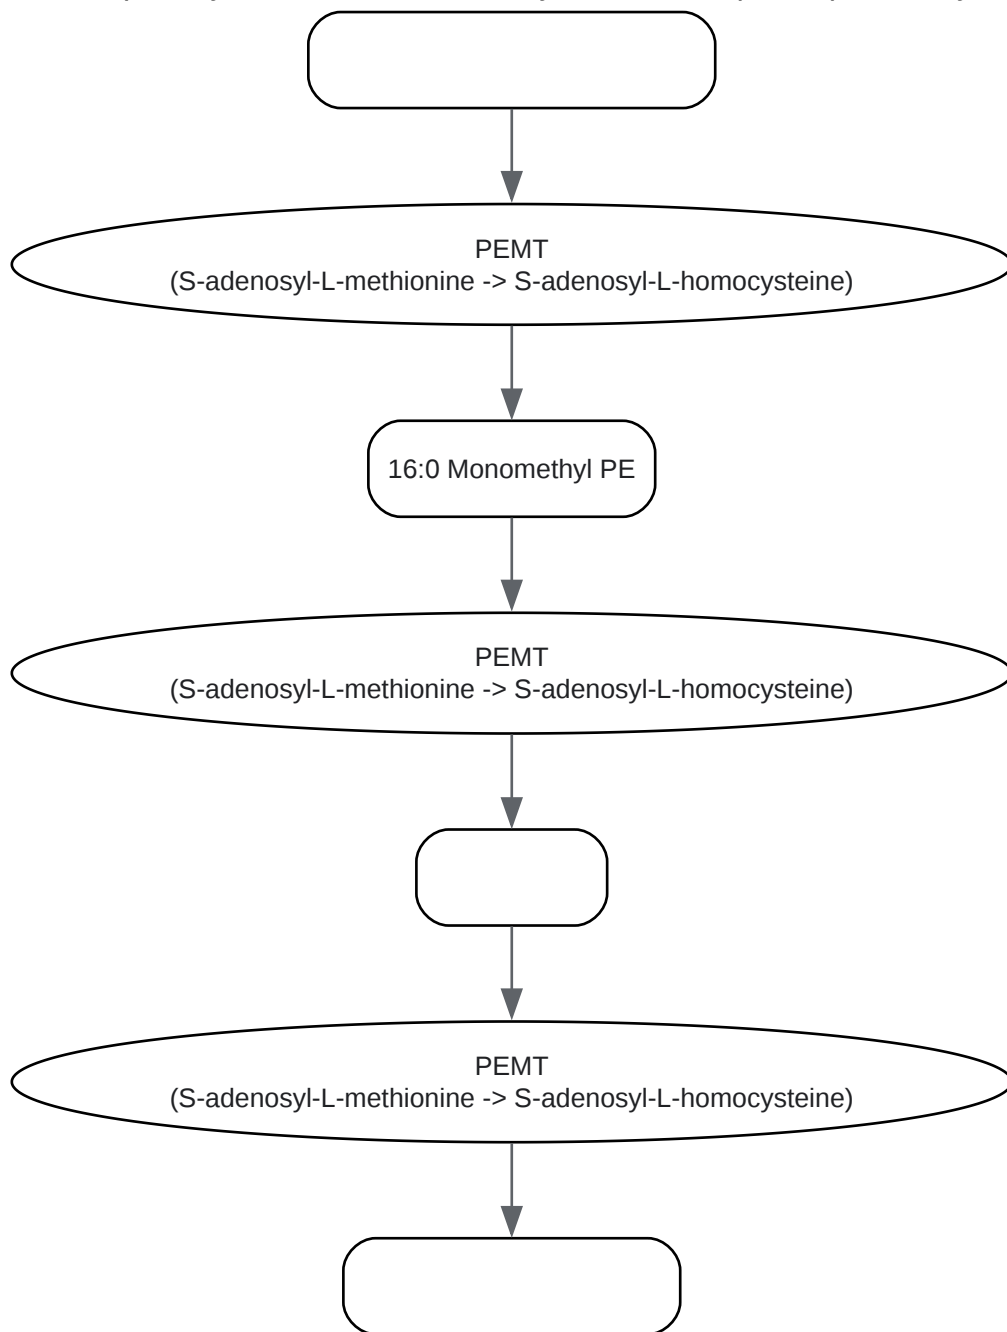 PEMT
(S-adenosyl-L-methionine -> S-adenosyl-L-homocysteine)
16:0 Monomethyl PE
PEMT
(S-adenosyl-L-methionine -> S-adenosyl-L-homocysteine)
PEMT
(S-adenosyl-L-methionine -> S-adenosyl-L-homocysteine)